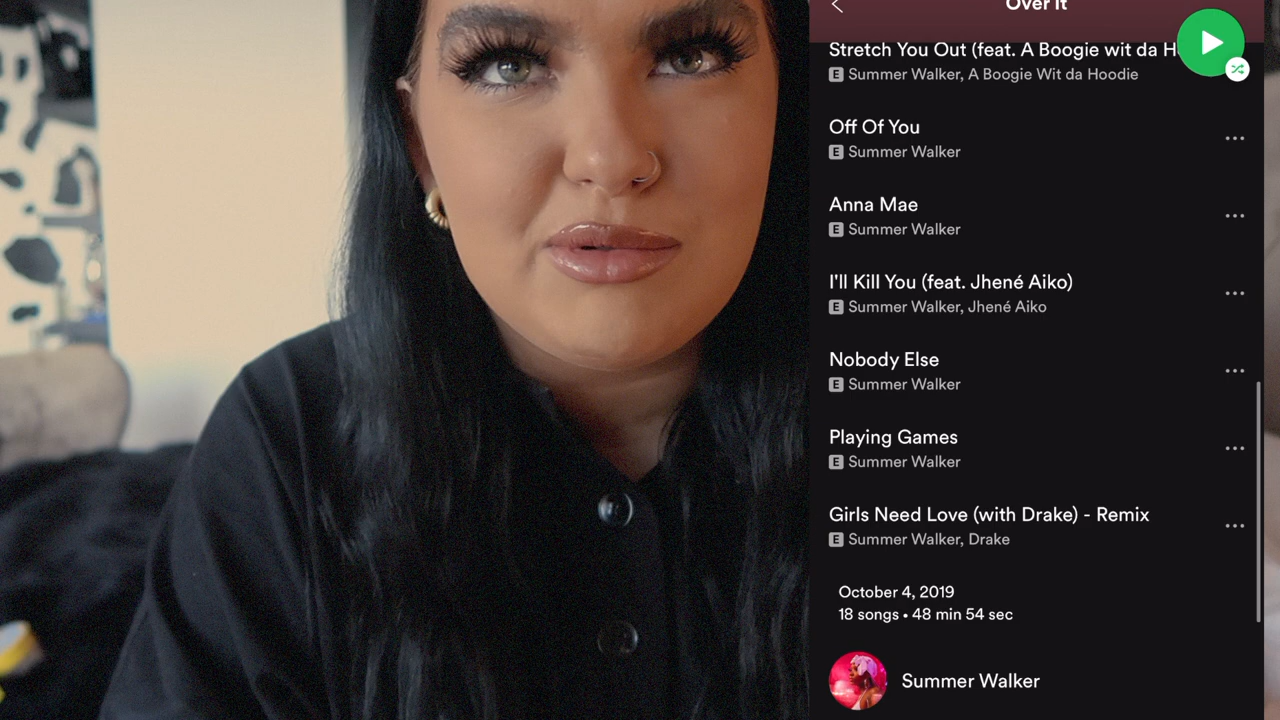 Over It
Stretch You Out (feat. A Boogie wit da H
E Summer Walker, A Boogie Wit da Hoodie
Off Of You
E Summer Walker
Anna Mae
E Summer Walker
I'll Kill You (feat. Jhené Aiko)
E Summer Walker, Jhené Aiko
Nobody Else
E Summer Walker
Playing Games
E Summer Walker
Girls Need Love (with Drake) - Remix
E Summer Walker, Drake
October 4, 2019
18 songs • 48 min 54 sec
Summer Walker